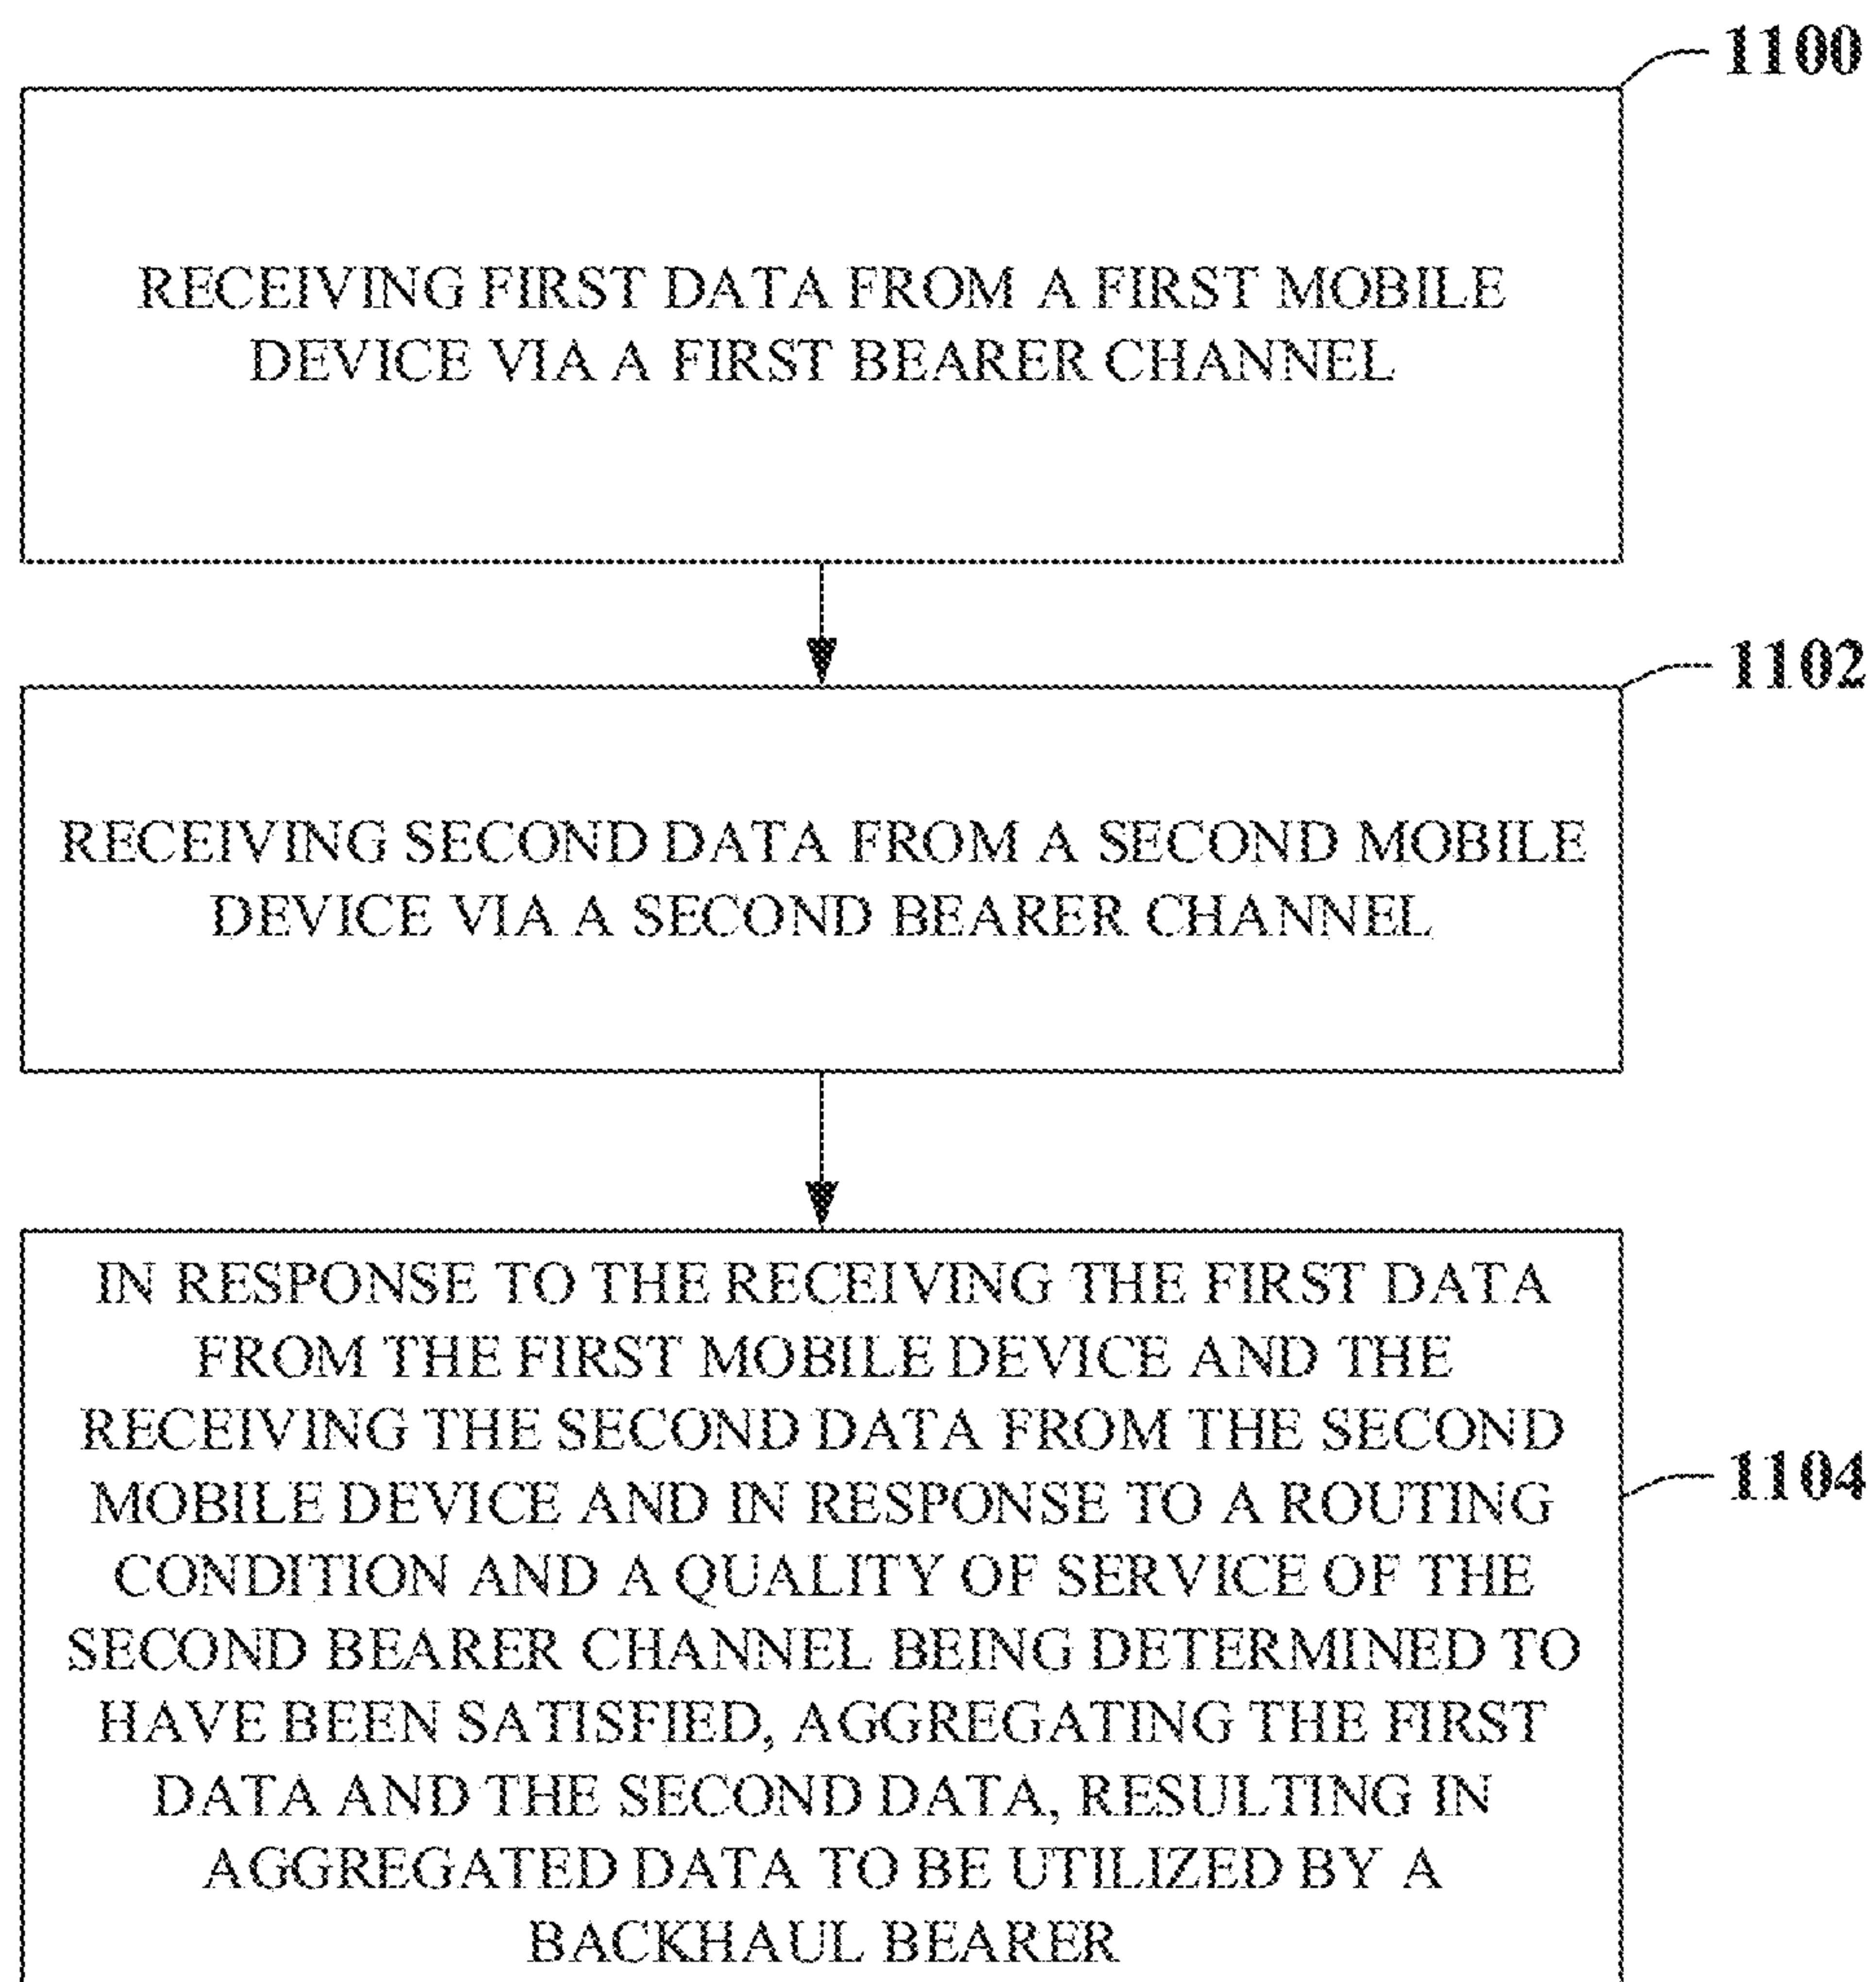 1100
RECEIVING FIRST DATA FROM A FIRST MOBILE
DEVICE VIA A FIRST BEARER CHANNEL
1102
RECEIVING SECOND DATA FROM A SECOND MOBILE
DEVICE VIA A SECOND BEARER CHANNEL
IN RESPONSE TO THE RECEIVING THE FIRST DATA
FROM THE FIRST MOBILE DEVICE AND THE
RECEIVING THE SECOND DATA FROM THE SECOND
MOBILE DEVICE AND IN RESPONSE TO A ROUTING
1104
CONDITION AND A QUALITY OF SERVICE OF THE
SECOND BEARER CHANNEL BEING DETERMINED TO
HAVE BEEN SATISFIED, AGGREGATING THE FIRST
DATA AND THE SECOND DATA, RESULTING IN
AGGREGATED DATA TO BE UTILIZED BY A
BACKHAUL BEARER